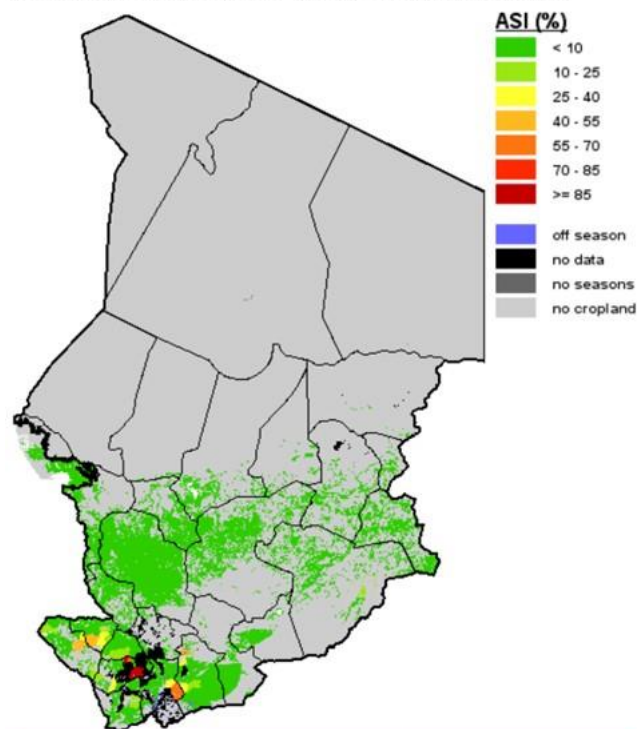 ASI (%)
< 10
10 - 25
25 - 40
40 - 55
55 - 70
70 - 85
>= 85
off season
no data
no seasons
no cropland